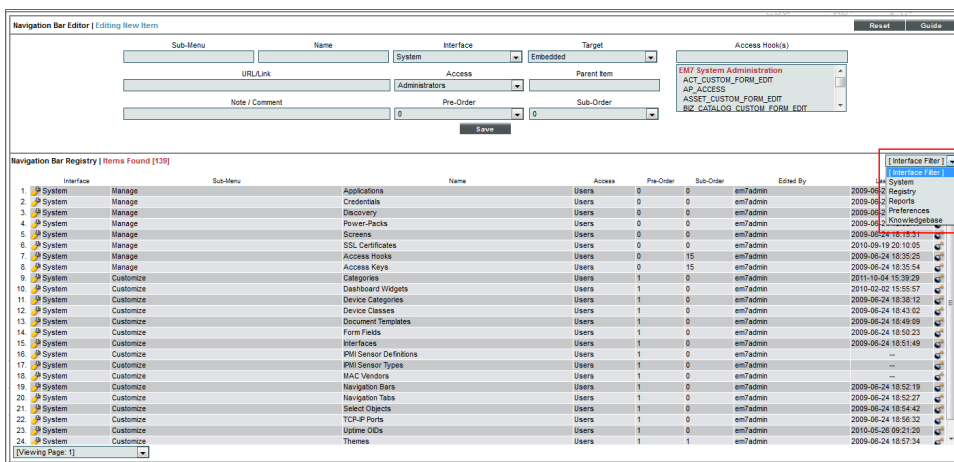 Navigation Bar Editor | Editing New Item Reset Guide
Sub-Menu Name Interface Target Access Hook(s)
System Embedded
URL/Link Access Parent Item
Administrators
EM7 System Administration
ACT_CUSTOM_FORM_EDIT
AP_ACCESS
ASSET_CUSTOM_FORM_EDIT
BIZ_CATALOG_CUSTOM_FORM_EDIT
Note / Comment Pre-Order Sub-Order
0 0
Save
Navigation Bar Registry | Items Found [139] [ Interface Filter ]
[ Interface Filter ]
System
Registry
Reports
Preferences
Knowledgebase
Interface Sub-Menu Name Access Pre-Order Sub-Order Edited By
1. System Manage Applications Users 0 0 em7admin 2009-06-2
2. System Manage Credentials Users 0 0 em7admin 2009-06-2
3. System Manage Discovery Users 0 0 em7admin 2009-06-2
4. System Manage Power-Packs Users 0 0 em7admin 2009-06-2
5. System Manage Screens Users 0 0 em7admin 2009-06-24 18:15:31
6. System Manage SSL Certificates Users 0 0 em7admin 2010-09-19 20:10:05
7. System Manage Access Hooks Users 0 15 em7admin 2009-06-24 18:35:25
8. System Manage Access Keys Users 0 15 em7admin 2009-06-24 18:35:54
9. System Customize Categories Users 1 0 em7admin 2011-10-04 15:39:29
10. System Customize Dashboard Widgets Users 1 0 em7admin 2010-02-02 15:55:57
11. System Customize Device Categories Users 1 0 em7admin 2009-06-24 18:38:12
12. System Customize Device Classes Users 1 0 em7admin 2009-06-24 18:43:02
13. System Customize Document Templates Users 1 0 em7admin 2009-06-24 18:49:09
14. System Customize Form Fields Users 1 0 em7admin 2009-06-24 18:50:23
15. System Customize Interfaces Users 1 0 em7admin 2009-06-24 18:51:49
16. System Customize IPMI Sensor Definitions Users 1 0 em7admin --
17. System Customize IPMI Sensor Types Users 1 0 em7admin --
18. System Customize MAC Vendors Users 1 0 em7admin --
19. System Customize Navigation Bars Users 1 0 em7admin 2009-06-24 18:52:19
20. System Customize Navigation Tabs Users 1 0 em7admin 2009-06-24 18:52:27
21. System Customize Select Objects Users 1 0 em7admin 2009-06-24 18:54:42
22. System Customize TCP-IP Ports Users 1 0 em7admin 2009-06-24 18:56:32
23. System Customize Uptime OIDs Users 1 0 em7admin 2010-05-26 09:21:20
24. System Customize Themes Users 1 1 em7admin 2009-06-24 18:57:34
[Viewing Page: 1]